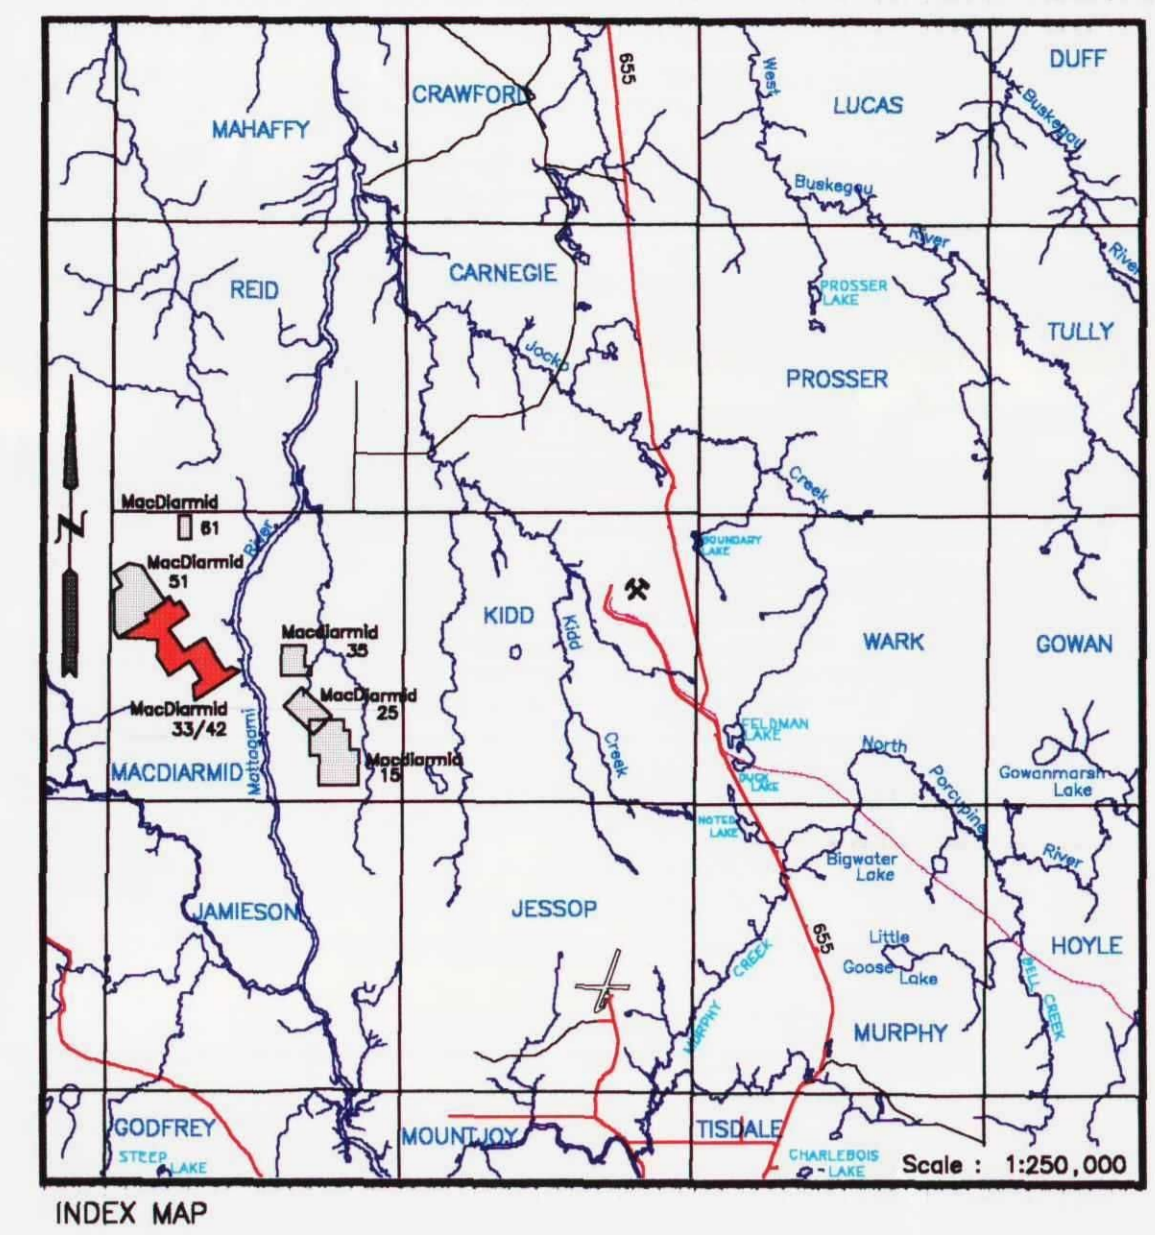 DUFF
655
West
CRAWFORD
LUCAS
Buskegau
MAHAFFY
Buskegau
River
River
CARNEGIE
REID
PROSSER
LAKE
TULLY
Jocko
PROSSER
Creek
MacDiarmid
61
River
BOUNDARY
LAKE
MacDiarmid
51
N
KIDD
Kidd
WARK
GOWAN
Macdiarmid
35
MacDiarmid
25
MacDiarmid
33/42
Mattagami
FELDMAN
LAKE
North
Creek
Macdiarmid
15
MACDIARMID
DUCK
LAKE
Porcupine
Gowanmarsh
Lake
NOTED
LAKE
River
Bigwater
Lake
JAMIESON
JESSOP
655
Little
Goose Lake
HOYLE
MURPHY CREEK
BELL CREEK
MURPHY
GODFREY
MOUNTJOY
TISDALE
STEEP LAKE
CHARLEBOIS
LAKE
Scale : 1:250,000
INDEX MAP